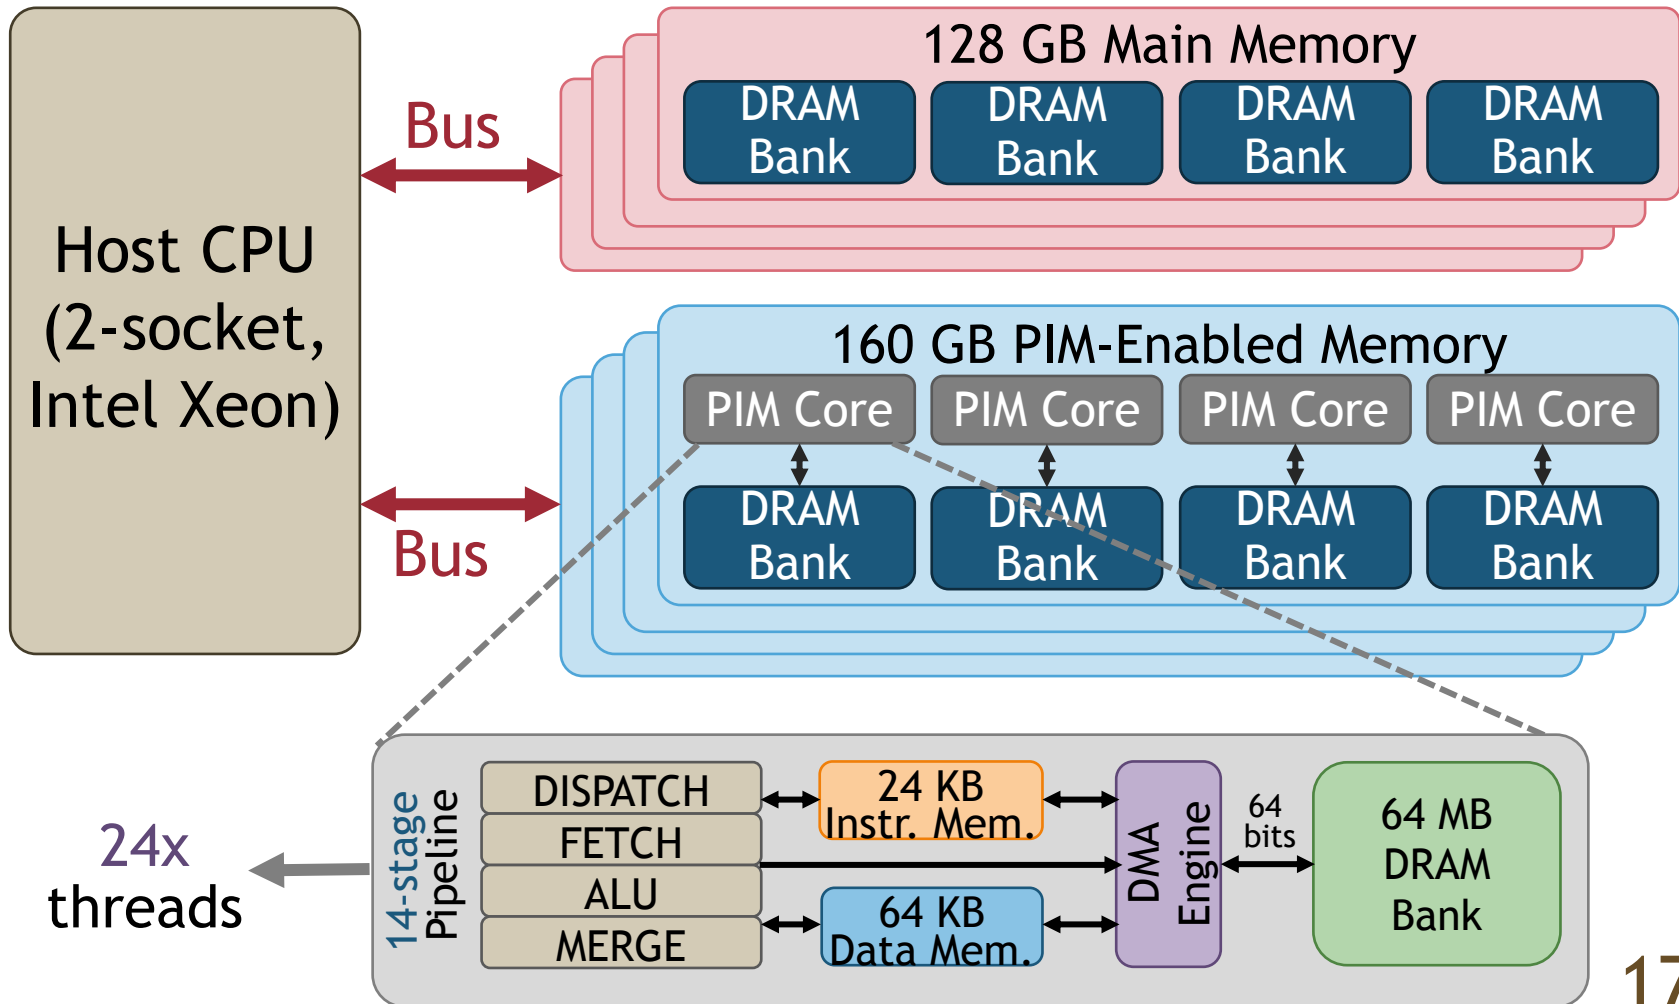 Host CPU
(2-socket,
Intel Xeon)
Bus
128 GB Main Memory
DRAM
Bank
DRAM
Bank
DRAM
Bank
DRAM
Bank
Bus
160 GB PIM-Enabled Memory
PIM Core
PIM Core
PIM Core
PIM Core
DRAM
Bank
DRAM
Bank
DRAM
Bank
DRAM
Bank
24x
threads
14-stage
Pipeline
DISPATCH
FETCH
ALU
MERGE
24 KB
Instr. Mem.
64 KB
Data Mem.
DMA
Engine
64
bits
64 MB
DRAM
Bank
17